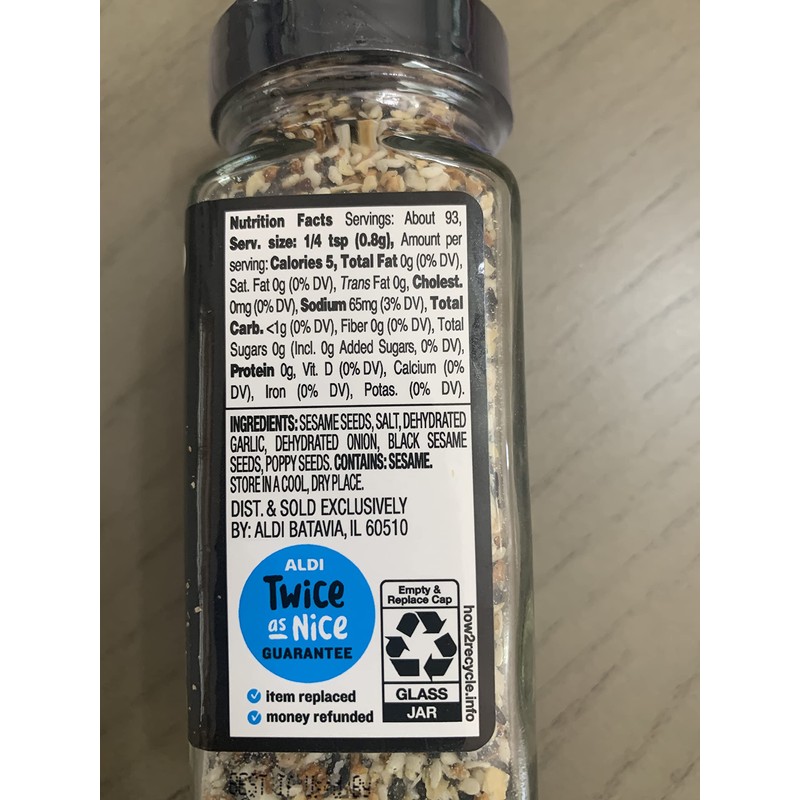 Nutrition Facts Servings: About 93,
Serv. size: 1/4 tsp (0.8g), Amount per
serving: Calories 5, Total Fat 0g (0% DV),
Sat. Fat 0g (0% DV), Trans Fat 0g, Cholest.
0mg (0% DV), Sodium 65mg (3% DV), Total
Carb. <1g (0% DV), Fiber 0g (0% DV), Total
Sugars 0g (Incl. 0g Added Sugars, 0% DV),
Protein 0g, Vit. D (0% DV), Calcium (0%
DV), Iron (0% DV), Potas. (0% DV).
INGREDIENTS: SESAME SEEDS, SALT, DEHYDRATED
GARLIC, DEHYDRATED ONION, BLACK SESAME
SEEDS, POPPY SEEDS. CONTAINS: SESAME.
STORE IN A COOL, DRY PLACE.
DIST. & SOLD EXCLUSIVELY
BY: ALDI BATAVIA, IL 60510
ALDI
Twice
as Nice
GUARANTEE
item replaced
money refunded
Empty &
Replace Cap
GLASS
JAR
how2recycle.info
BEST